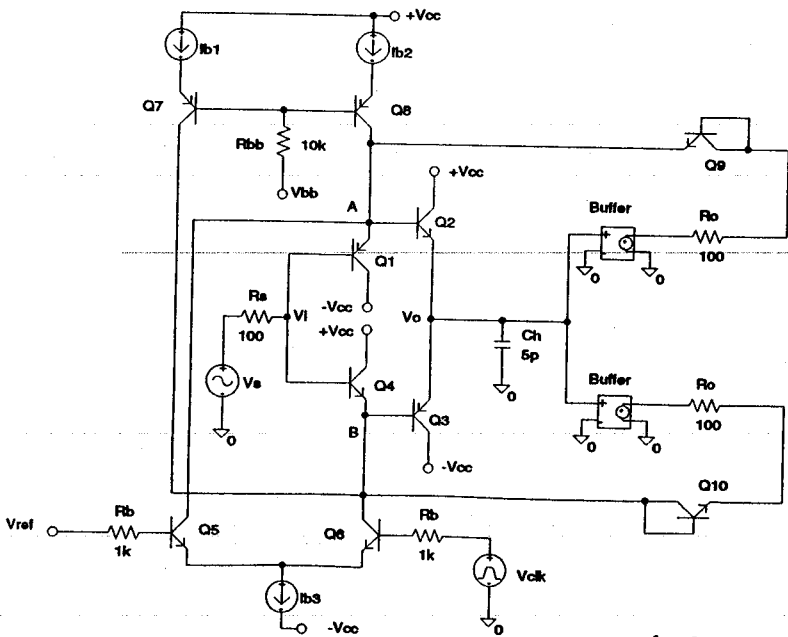 +Vcc
Ib1
Ib2
Q7
Q8
Rbb
10k
Vbb
Q9
+Vcc
A
Q2
Buffer
Ro
100
0
0
Q1
-Vcc
+Vcc
Rs
100
Vi
Vo
Ch
5p
0
Vs
0
Q4
Buffer
Ro
100
0
0
B
Q3
-Vcc
Q10
Vref
Rb
1k
Q5
Q6
Rb
1k
Vclk
0
Ib3
-Vcc